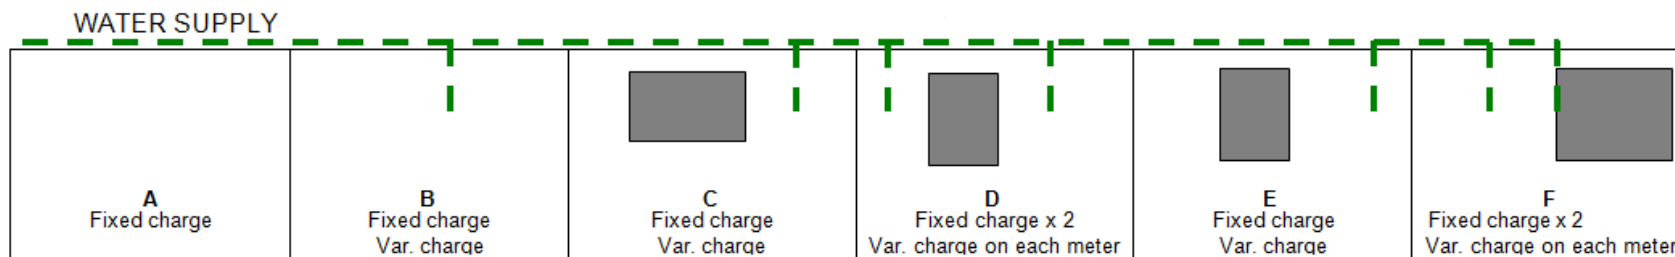 WATER SUPPLY
A
Fixed charge
B
Fixed charge
Var. charge
C
Fixed charge
Var. charge
D
Fixed charge x 2
Var. charge on each meter
E
Fixed charge
Var. charge
F
Fixed charge x 2
Var. charge on each meter